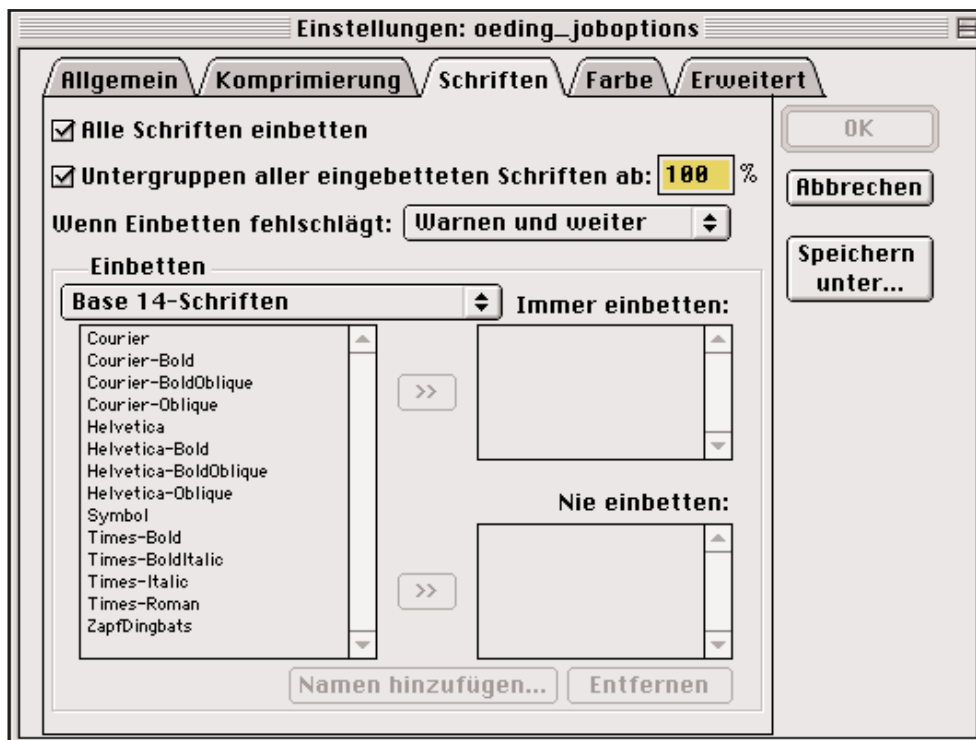 Einstellungen: oeding_joboptions
Allgemein Komprimierung Schriften Farbe Erweitert
Alle Schriften einbetten
Untergruppen aller eingebetteten Schriften ab: 100 %
Wenn Einbetten fehlschlägt: Warnen und weiter
OK
Abbrechen
Speichern
unter...
Einbetten
Base 14-Schriften
Immer einbetten:
Courier
Courier-Bold
Courier-BoldOblique
Courier-Oblique
Helvetica
Helvetica-Bold
Helvetica-BoldOblique
Helvetica-Oblique
Symbol
Times-Bold
Times-BoldItalic
Times-Italic
Times-Roman
ZapfDingbats
>>
Nie einbetten:
>>
Namen hinzufügen... Entfernen